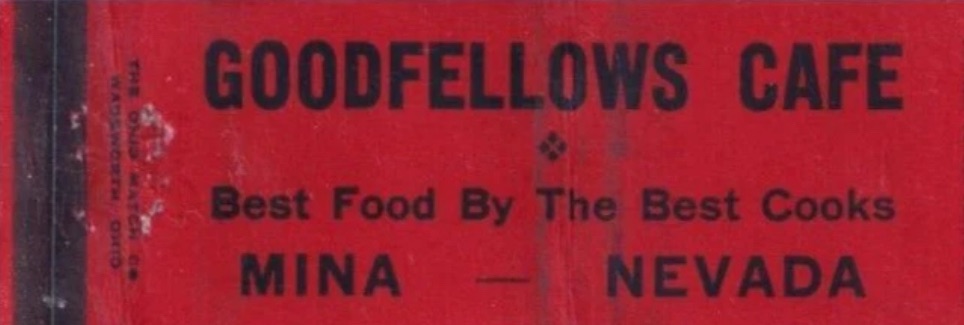 GOODFELLOWS CAFE
Best Food By The Best Cooks
MINA — NEVADA
THE OHIO MATCH CO.
WADSWORTH, OHIO